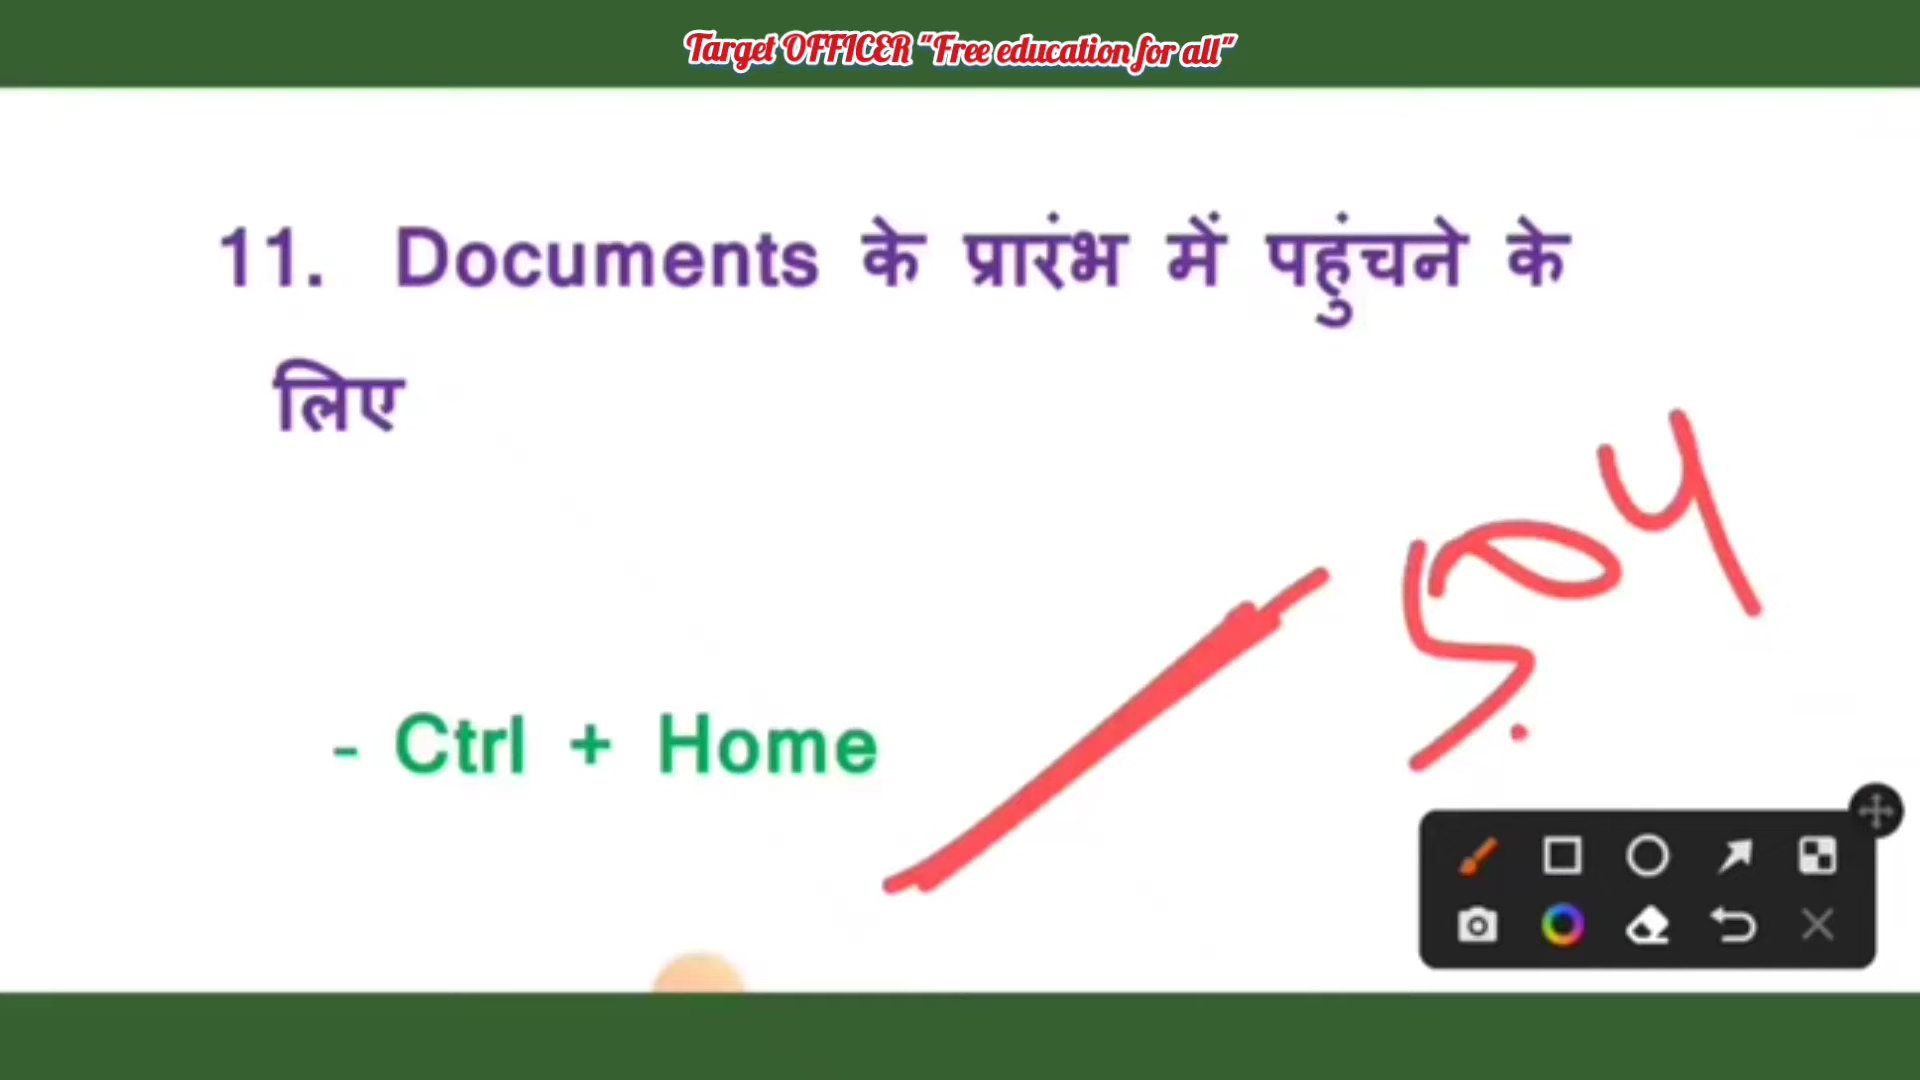 Target OFFICER "Free education for all"
11. Documents के प्रारंभ में पहुंचने के
लिए
- Ctrl + Home